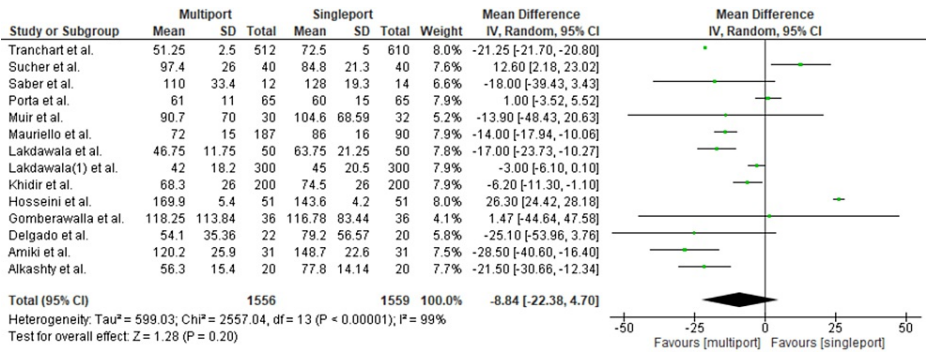 Multiport Singleport Mean Difference Mean Difference
Study or Subgroup Mean SD Total Mean SD Total Weight IV, Random, 95% CI IV, Random, 95% CI
Tranchart et al. 51.25 2.5 512 72.5 5 610 8.0% -21.25 [-21.70, -20.80]
Sucher et al. 97.4 26 40 84.8 21.3 40 7.6% 12.60 [2.18, 23.02]
Saber et al. 110 33.4 12 128 19.3 14 6.6% -18.00 [-39.43, 3.43]
Porta et al. 61 11 65 60 15 65 7.9% 1.00 [-3.52, 5.52]
Muir et al. 90.7 70 30 104.6 68.59 32 5.2% -13.90 [-48.43, 20.63]
Mauriello et al. 72 15 187 86 16 90 7.9% -14.00 [-17.94, -10.06]
Lakdawala et al. 46.75 11.75 50 63.75 21.25 50 7.8% -17.00 [-23.73, -10.27]
Lakdawala(1) et al. 42 18.2 300 45 20.5 300 7.9% -3.00 [-6.10, 0.10]
Khidir et al. 68.3 26 200 74.5 26 200 7.9% -6.20 [-11.30, -1.10]
Hosseini et al. 169.9 5.4 51 143.6 4.2 51 8.0% 26.30 [24.42, 28.18]
Gomberawalla et al. 118.25 113.84 36 116.78 83.44 36 4.1% 1.47 [-44.64, 47.58]
Delgado et al. 54.1 35.36 22 79.2 56.57 20 5.8% -25.10 [-53.96, 3.76]
Amiki et al. 120.2 25.9 31 148.7 22.6 31 7.5% -28.50 [-40.60, -16.40]
Alkashty et al. 56.3 15.4 20 77.8 14.14 20 7.7% -21.50 [-30.66, -12.34]
Total (95% CI) 1556 1559 100.0% -8.84 [-22.38, 4.70]
Heterogeneity: Tau² = 599.03; Chi² = 2557.04, df = 13 (P < 0.00001); I² = 99%
Test for overall effect: Z = 1.28 (P = 0.20)
-50 -25 0 25 50
Favours [multiport] Favours [singleport]